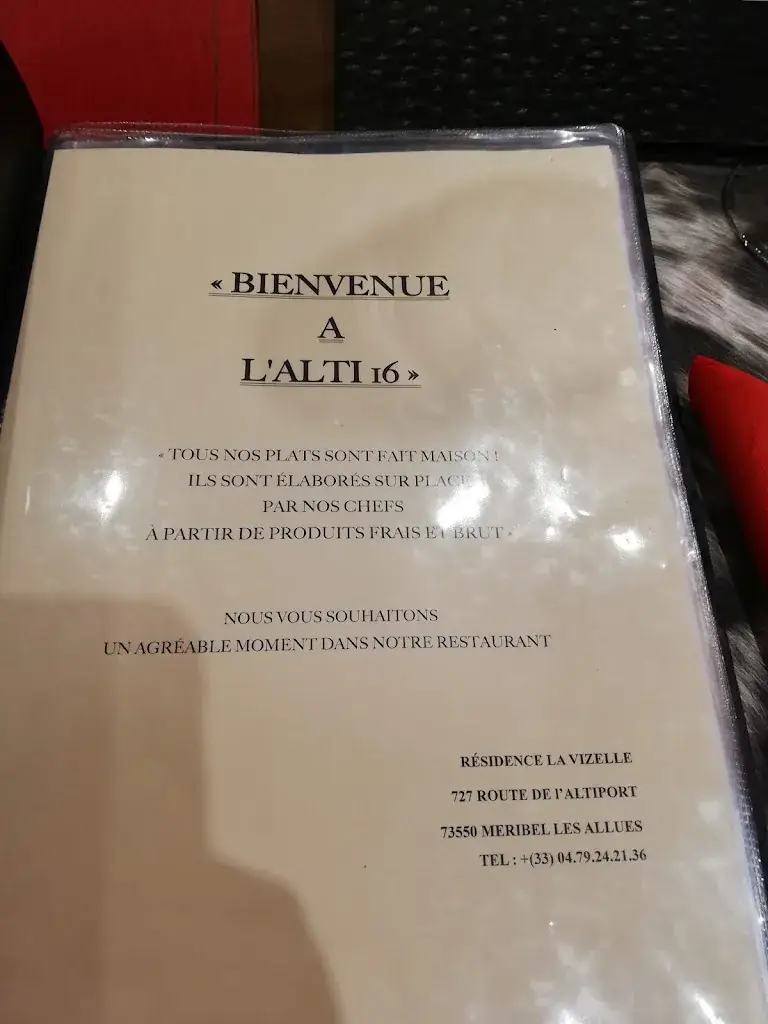 « BIENVENUE
A
L'ALTI 16 »
« TOUS NOS PLATS SONT FAIT MAISON !
ILS SONT ÉLABORÉS SUR PLACE
PAR NOS CHEFS
À PARTIR DE PRODUITS FRAIS ET BRUT »
NOUS VOUS SOUHAITONS
UN AGRÉABLE MOMENT DANS NOTRE RESTAURANT
RÉSIDENCE LA VIZELLE
727 ROUTE DE l'ALTIPORT
73550 MERIBEL LES ALLUES
TEL : +(33) 04.79.24.21.36